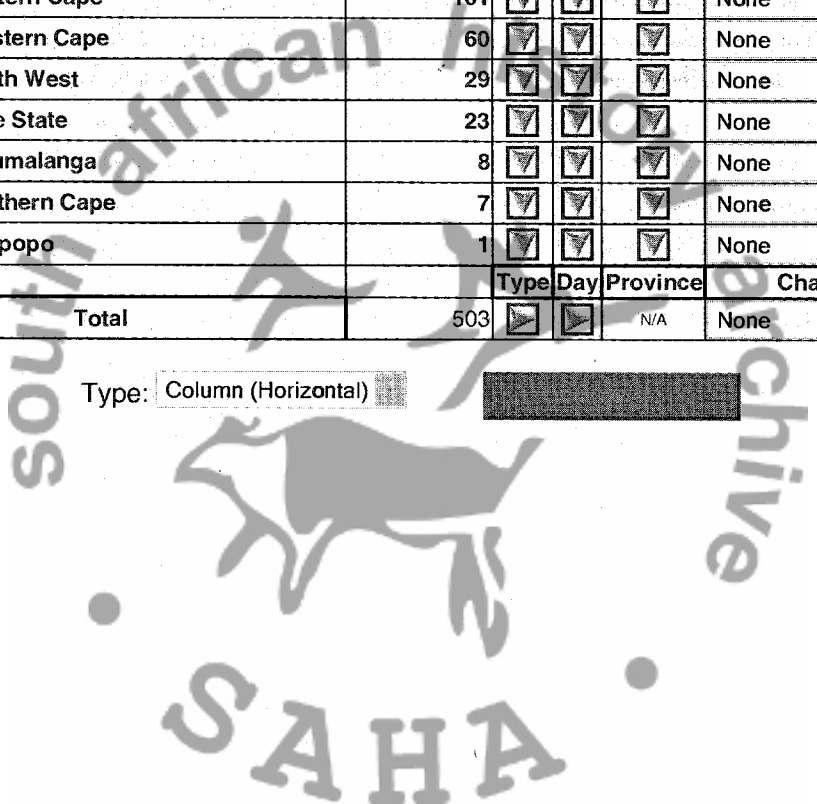 stern Cape 60 None
th West 29 None
e State 23 None
umalanga 8 None
thern Cape 7 None
popo 1 None
Type Day Province Cha
Total 503 N/A None
Type: Column (Horizontal)
south african history archive
SAHA